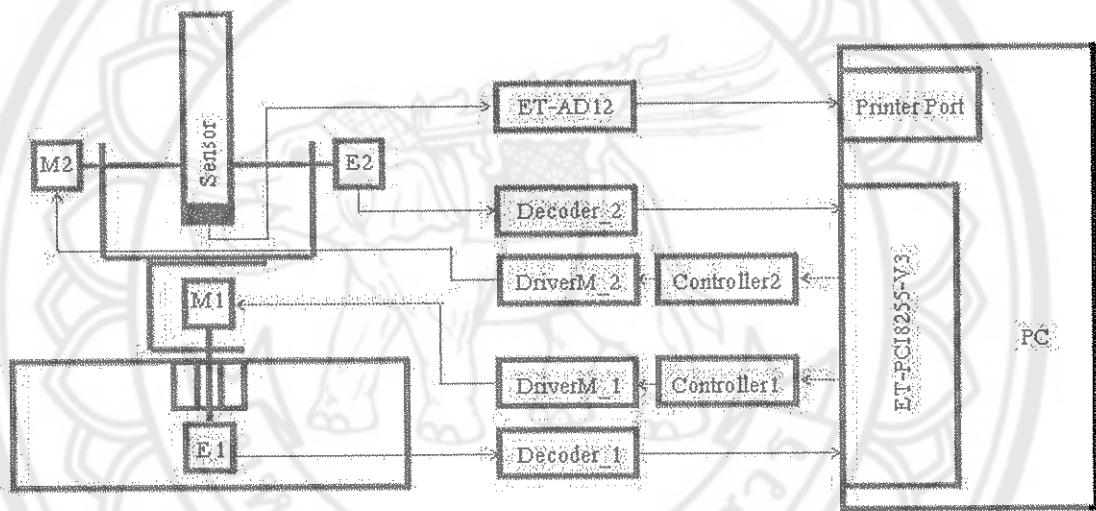 Sensor
M2
E2
M1
E1
ET-AD12
Decoder_2
DriverM_2
Controller2
DriverM_1
Controller1
Decoder_1
Printer Port
ET-PCI8255-V3
PC